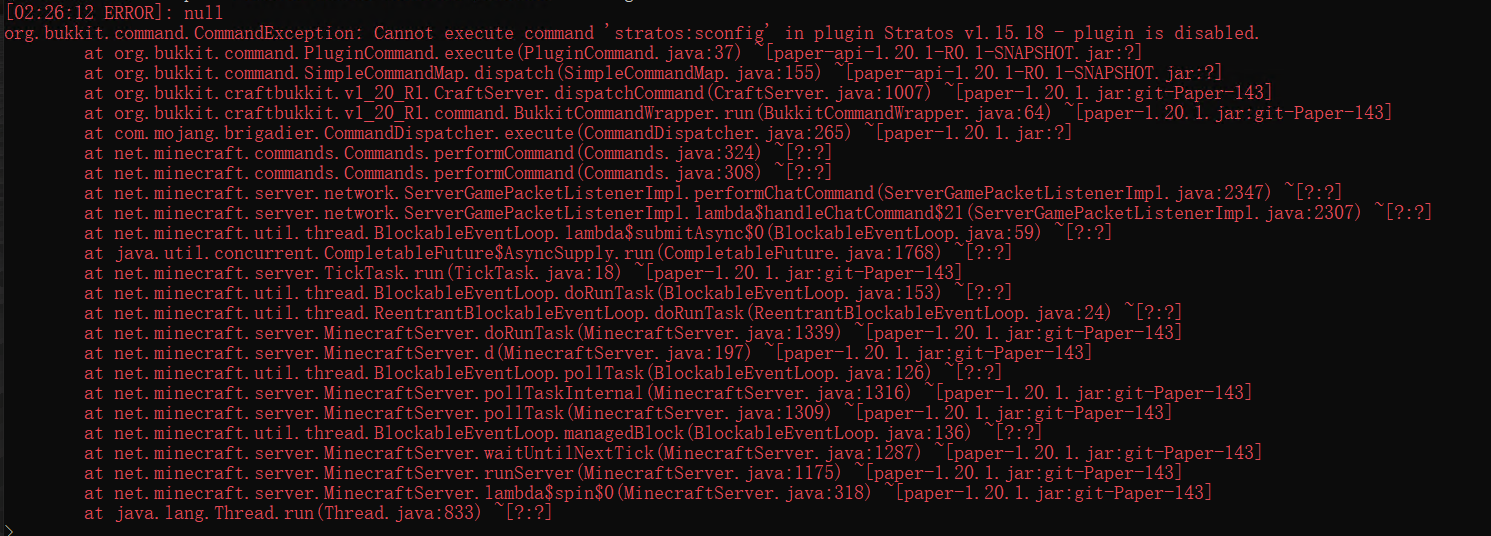 [02:26:12 ERROR]: null
org.bukkit.command.CommandException: Cannot execute command 'stratos:sconfig' in plugin Stratos v1.15.18 - plugin is disabled.
at org.bukkit.command.PluginCommand.execute(PluginCommand.java:37) ~[paper-api-1.20.1-R0.1-SNAPSHOT.jar:?]
at org.bukkit.command.SimpleCommandMap.dispatch(SimpleCommandMap.java:155) ~[paper-api-1.20.1-R0.1-SNAPSHOT.jar:?]
at org.bukkit.craftbukkit.v1_20_R1.CraftServer.dispatchCommand(CraftServer.java:1007) ~[paper-1.20.1.jar:git-Paper-143]
at org.bukkit.craftbukkit.v1_20_R1.command.BukkitCommandWrapper.run(BukkitCommandWrapper.java:64) ~[paper-1.20.1.jar:git-Paper-143]
at com.mojang.brigadier.CommandDispatcher.execute(CommandDispatcher.java:265) ~[paper-1.20.1.jar:?]
at net.minecraft.commands.Commands.performCommand(Commands.java:324) ~[?:?]
at net.minecraft.commands.Commands.performCommand(Commands.java:308) ~[?:?]
at net.minecraft.server.network.ServerGamePacketListenerImpl.performChatCommand(ServerGamePacketListenerImpl.java:2347) ~[?:?]
at net.minecraft.server.network.ServerGamePacketListenerImpl.lambda$handleChatCommand$21(ServerGamePacketListenerImpl.java:2307) ~[?:?]
at net.minecraft.util.thread.BlockableEventLoop.lambda$submitAsync$0(BlockableEventLoop.java:59) ~[?:?]
at java.util.concurrent.CompletableFuture$AsyncSupply.run(CompletableFuture.java:1768) ~[?:?]
at net.minecraft.server.TickTask.run(TickTask.java:18) ~[paper-1.20.1.jar:git-Paper-143]
at net.minecraft.util.thread.BlockableEventLoop.doRunTask(BlockableEventLoop.java:153) ~[?:?]
at net.minecraft.util.thread.ReentrantBlockableEventLoop.doRunTask(ReentrantBlockableEventLoop.java:24) ~[?:?]
at net.minecraft.server.MinecraftServer.doRunTask(MinecraftServer.java:1339) ~[paper-1.20.1.jar:git-Paper-143]
at net.minecraft.server.MinecraftServer.d(MinecraftServer.java:197) ~[paper-1.20.1.jar:git-Paper-143]
at net.minecraft.util.thread.BlockableEventLoop.pollTask(BlockableEventLoop.java:126) ~[?:?]
at net.minecraft.server.MinecraftServer.pollTaskInternal(MinecraftServer.java:1316) ~[paper-1.20.1.jar:git-Paper-143]
at net.minecraft.server.MinecraftServer.pollTask(MinecraftServer.java:1309) ~[paper-1.20.1.jar:git-Paper-143]
at net.minecraft.util.thread.BlockableEventLoop.managedBlock(BlockableEventLoop.java:136) ~[?:?]
at net.minecraft.server.MinecraftServer.waitUntilNextTick(MinecraftServer.java:1287) ~[paper-1.20.1.jar:git-Paper-143]
at net.minecraft.server.MinecraftServer.runServer(MinecraftServer.java:1175) ~[paper-1.20.1.jar:git-Paper-143]
at net.minecraft.server.MinecraftServer.lambda$spin$0(MinecraftServer.java:318) ~[paper-1.20.1.jar:git-Paper-143]
at java.lang.Thread.run(Thread.java:833) ~[?:?]
>